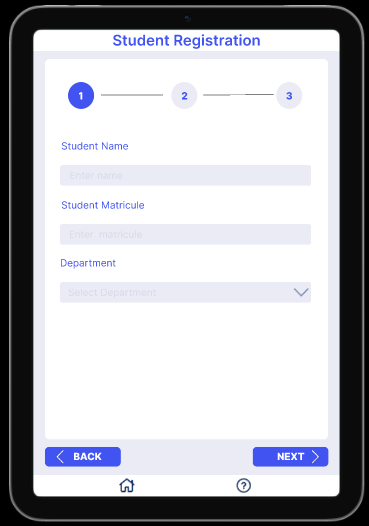 Student Registration
1 2 3
Student Name
Enter name
Student Matricule
Enter matricule
Department
Select Department
BACK NEXT
?